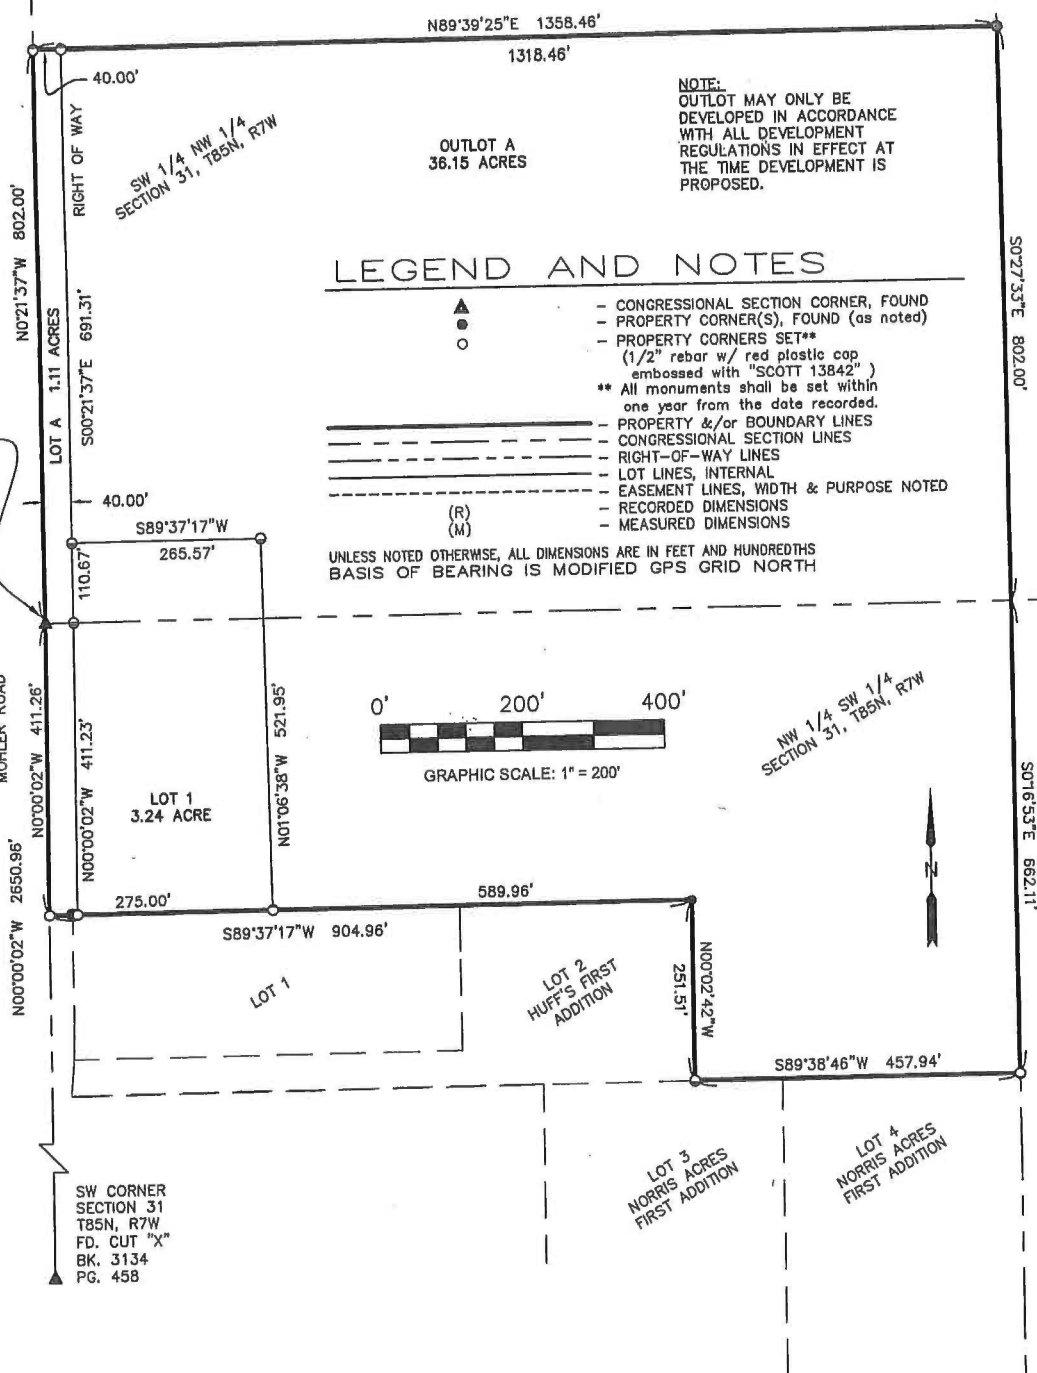 N89°39'25"E 1358.46'
1318.46'
40.00'
RIGHT OF WAY
SW 1/4 NW 1/4
SECTION 31, T85N, R7W
OUTLOT A
36.15 ACRES
NOTE:
OUTLOT MAY ONLY BE
DEVELOPED IN ACCORDANCE
WITH ALL DEVELOPMENT
REGULATIONS IN EFFECT AT
THE TIME DEVELOPMENT IS
PROPOSED.
N0°21'37"W 802.00'
LOT A 1.11 ACRES
S00°21'37"E 691.31'
S0°27'33"E 802.00'
LEGEND AND NOTES
- CONGRESSIONAL SECTION CORNER, FOUND
- PROPERTY CORNER(S), FOUND (as noted)
- PROPERTY CORNERS SET**
(1/2" rebar w/ red plastic cap
embossed with "SCOTT 13842" )
** All monuments shall be set within
one year from the date recorded.
- PROPERTY &/or BOUNDARY LINES
- CONGRESSIONAL SECTION LINES
- RIGHT-OF-WAY LINES
- LOT LINES, INTERNAL
- EASEMENT LINES, WIDTH & PURPOSE NOTED
(R) - RECORDED DIMENSIONS
(M) - MEASURED DIMENSIONS
UNLESS NOTED OTHERWISE, ALL DIMENSIONS ARE IN FEET AND HUNDREDTHS
BASIS OF BEARING IS MODIFIED GPS GRID NORTH
40.00'
S89°37'17"W
265.57'
110.67'
MOHLER ROAD
N0°00'02"W 411.26'
N00°00'02"W 411.23'
N00°00'02"W 2650.96'
LOT 1
3.24 ACRE
N01°06'38"W 521.95'
0' 200' 400'
GRAPHIC SCALE: 1" = 200'
NW 1/4 SW 1/4
SECTION 31, T85N, R7W
S0°16'53"E 662.11'
N
275.00'
589.96'
S89°37'17"W 904.96'
LOT 1
LOT 2
HUFF'S FIRST
ADDITION
N00°02'42"W
251.51'
S89°38'46"W 457.94'
LOT 3
NORRIS ACRES
FIRST ADDITION
LOT 4
NORRIS ACRES
FIRST ADDITION
SW CORNER
SECTION 31
T85N, R7W
FD. CUT "X"
BK. 3134
PG. 458